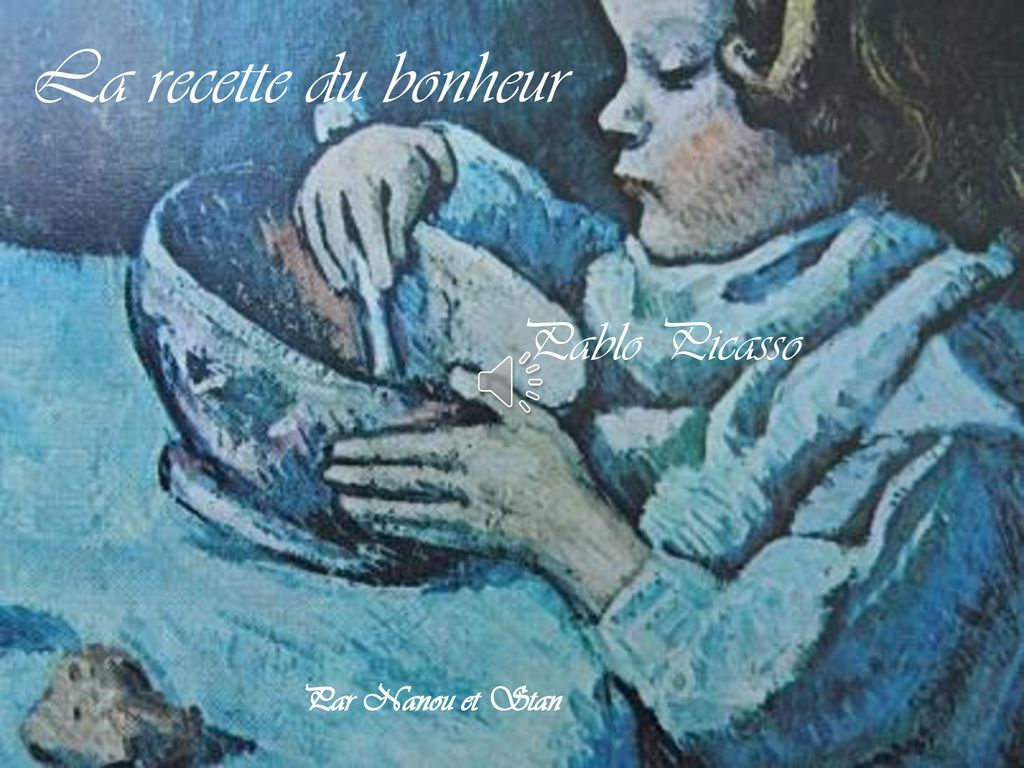 La recette du bonheur
Pablo Picasso
Par Nanou et Stan